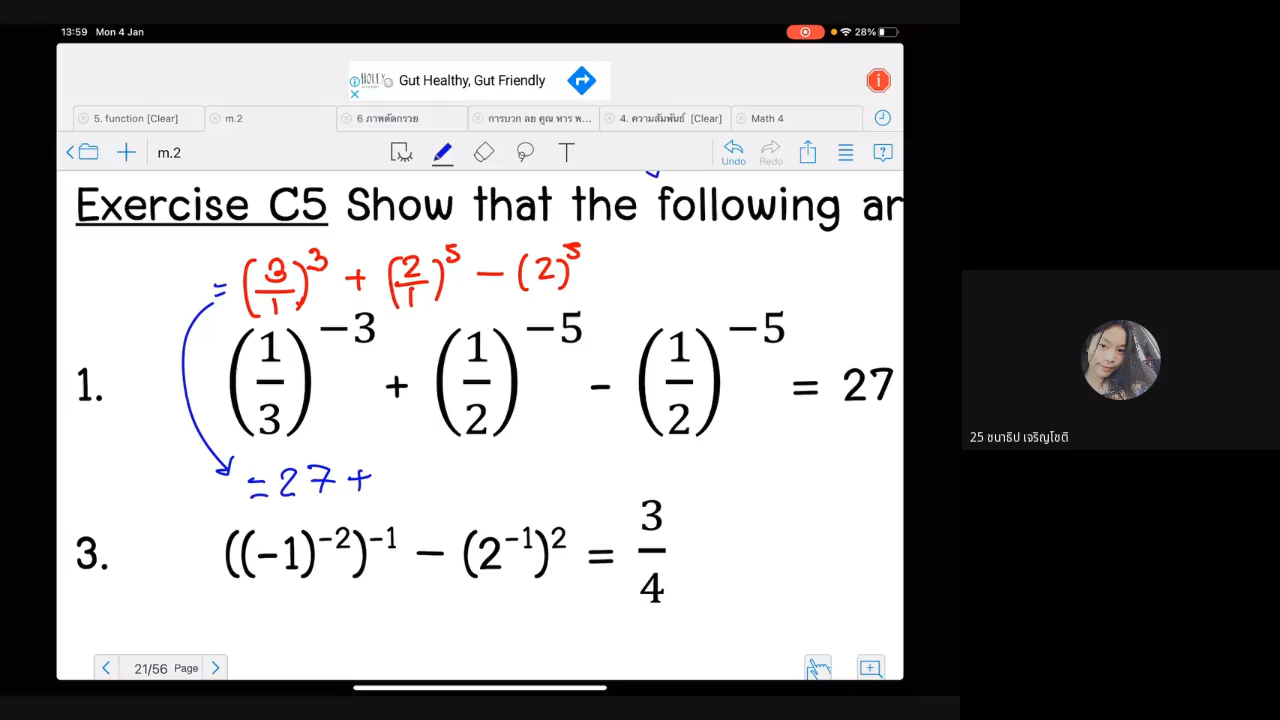 13:59 Mon 4 Jan 28%
HOLLY Gut Healthy, Gut Friendly
5. function [Clear] m.2 6 ภาพตัดกรวย การบวก ลย คูณ หาร พ... 4. ความสัมพันธ์ [Clear] Math 4
m.2 T Undo Redo
Exercise C5 Show that the following ar
= (3/1)^3 + (2/1)^5 - (2)^5
1. (1/3)^-3 + (1/2)^-5 - (1/2)^-5 = 27
= 27 +
3. ((-1)^-2)^-1 - (2^-1)^2 = 3/4
21/56 Page
25 ชนาธิป เจริญโชติ